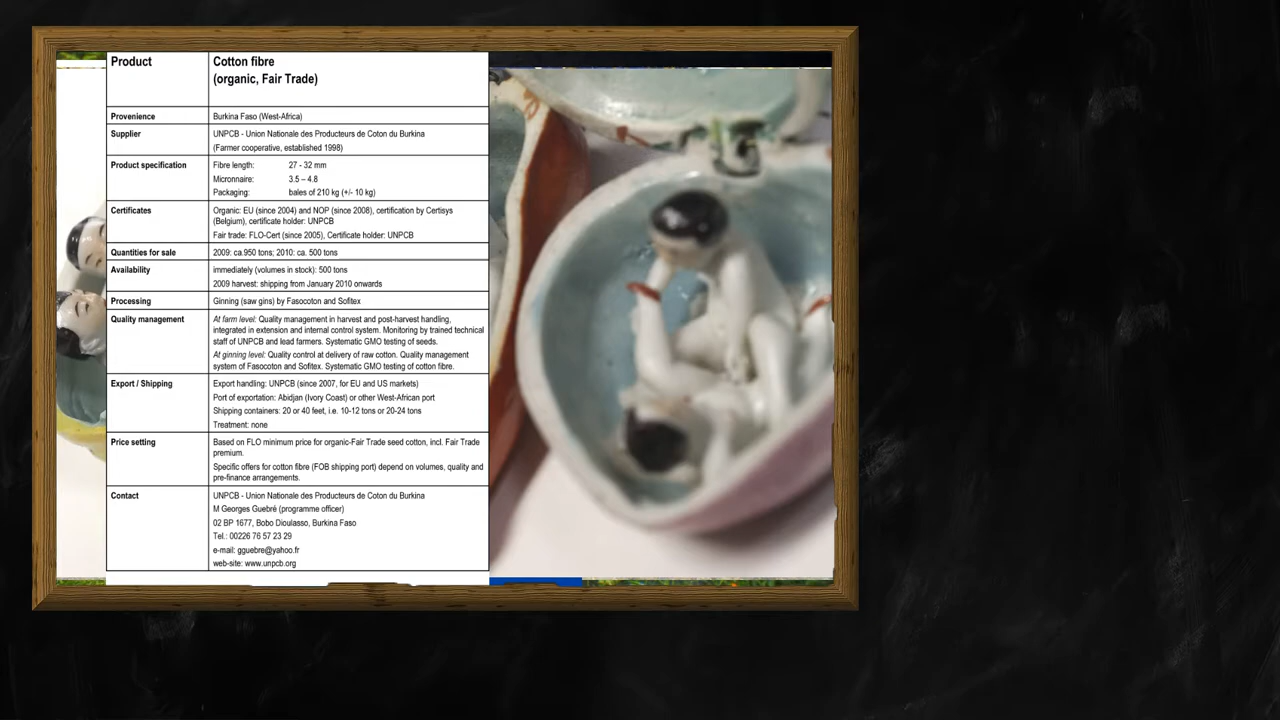 Product
Cotton fibre
(organic, Fair Trade)
Provenience
Burkina Faso (West-Africa)
Supplier
UNPCB - Union Nationale des Producteurs de Coton du Burkina
(Farmer cooperative, established 1998)
Product specification
Fibre length: 27 - 32 mm
Micronnaire: 3.5 – 4.8
Packaging: bales of 210 kg (+/- 10 kg)
Certificates
Organic: EU (since 2004) and NOP (since 2008), certification by Certisys
(Belgium), certificate holder: UNPCB
Fair trade: FLO-Cert (since 2005), Certificate holder: UNPCB
Quantities for sale
2009: ca.950 tons; 2010: ca. 500 tons
Availability
immediately (volumes in stock): 500 tons
2009 harvest: shipping from January 2010 onwards
Processing
Ginning (saw gins) by Fasocoton and Sofitex
Quality management
At farm level: Quality management in harvest and post-harvest handling,
integrated in extension and internal control system. Monitoring by trained technical
staff of UNPCB and lead farmers. Systematic GMO testing of seeds.
At ginning level: Quality control at delivery of raw cotton. Quality management
system of Fasocoton and Sofitex. Systematic GMO testing of cotton fibre.
Export / Shipping
Export handling: UNPCB (since 2007, for EU and US markets)
Port of exportation: Abidjan (Ivory Coast) or other West-African port
Shipping containers: 20 or 40 feet, i.e. 10-12 tons or 20-24 tons
Treatment: none
Price setting
Based on FLO minimum price for organic-Fair Trade seed cotton, incl. Fair Trade
premium.
Specific offers for cotton fibre (FOB shipping port) depend on volumes, quality and
pre-finance arrangements.
Contact
UNPCB - Union Nationale des Producteurs de Coton du Burkina
M Georges Guebré (programme officer)
02 BP 1677, Bobo Dioulasso, Burkina Faso
Tel.: 00226 76 57 23 29
e-mail: gguebre@yahoo.fr
web-site: www.unpcb.org